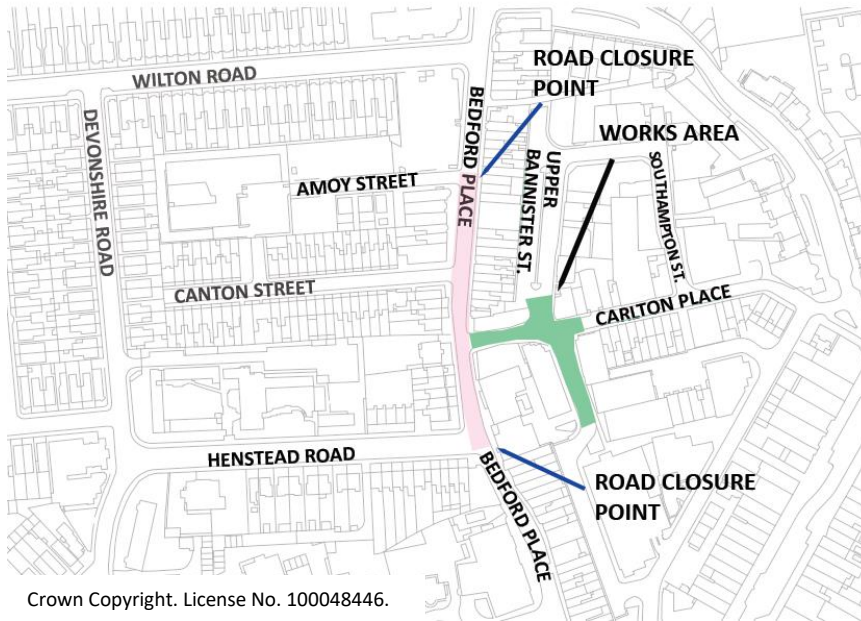 WILTON ROAD
ROAD CLOSURE
POINT
DEVONSHIRE ROAD
BEDFORD PLACE
WORKS AREA
UPPER
BANNISTER ST.
SOUTHAMPTON ST.
AMOY STREET
CANTON STREET
CARLTON PLACE
HENSTEAD ROAD
BEDFORD PLACE
ROAD CLOSURE
POINT
Crown Copyright. License No. 100048446.